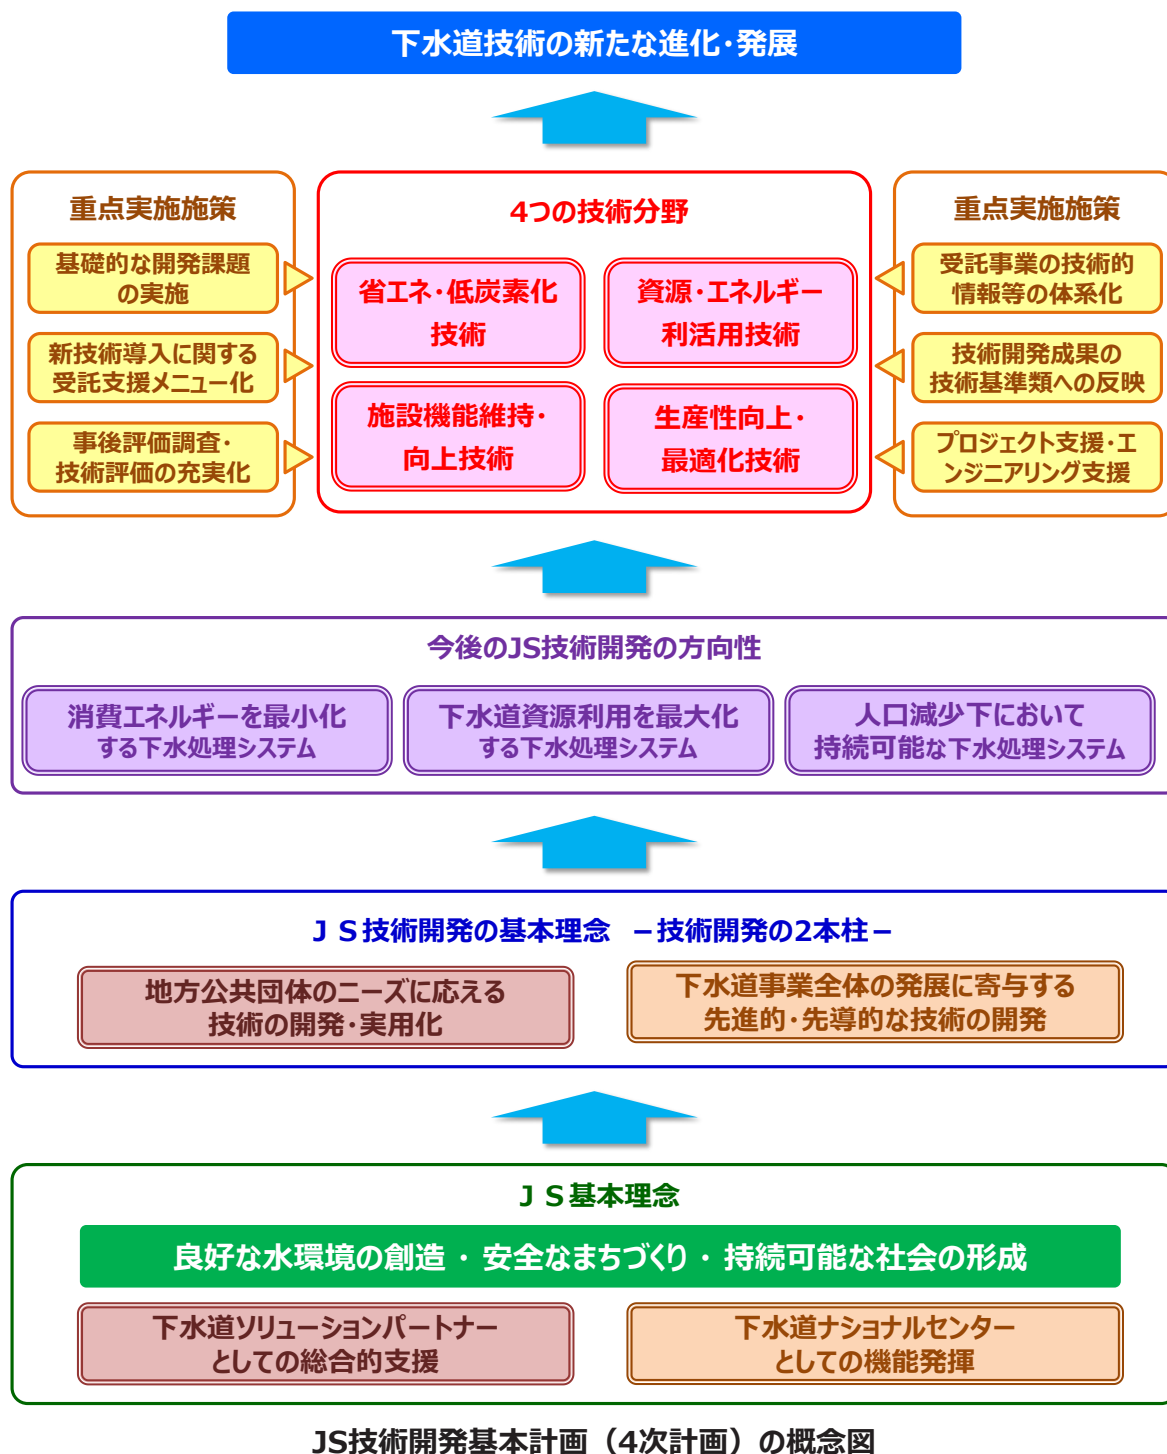 下水道技術の新たな進化・発展
重点実施施策
基礎的な開発課題
の実施
新技術導入に関する
受託支援メニュー化
事後評価調査・
技術評価の充実化
4つの技術分野
省エネ・低炭素化
技術
資源・エネルギー
利活用技術
施設機能維持・
向上技術
生産性向上・
最適化技術
重点実施施策
受託事業の技術的
情報等の体系化
技術開発成果の
技術基準類への反映
プロジェクト支援・エ
ンジニアリング支援
今後のJS技術開発の方向性
消費エネルギーを最小化
する下水処理システム
下水道資源利用を最大化
する下水処理システム
人口減少下において
持続可能な下水処理システム
ＪＳ技術開発の基本理念 －技術開発の2本柱－
地方公共団体のニーズに応える
技術の開発・実用化
下水道事業全体の発展に寄与する
先進的・先導的な技術の開発
ＪＳ基本理念
良好な水環境の創造 ・ 安全なまちづくり ・ 持続可能な社会の形成
下水道ソリューションパートナー
としての総合的支援
下水道ナショナルセンター
としての機能発揮
JS技術開発基本計画（4次計画）の概念図